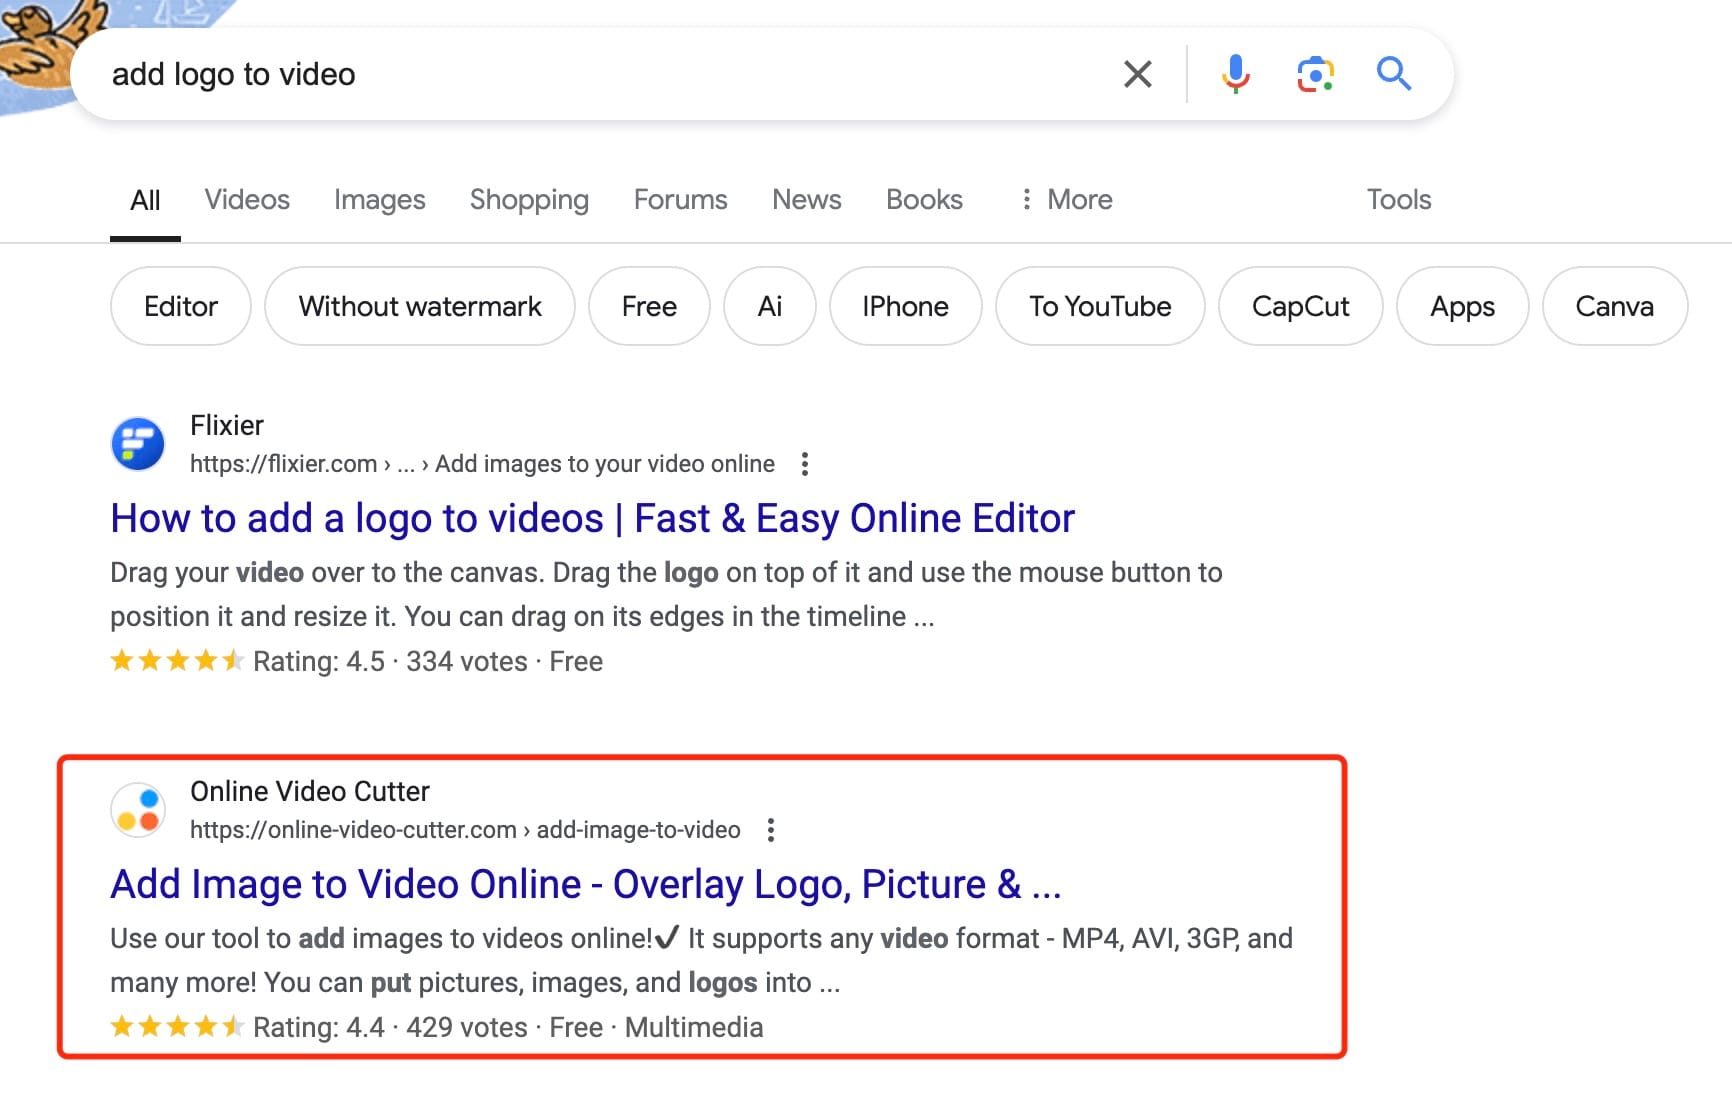 add logo to video
All Videos Images Shopping Forums News Books More Tools
Editor Without watermark Free Ai IPhone To YouTube CapCut Apps Canva
Flixier
https://flixier.com › ... › Add images to your video online
How to add a logo to videos | Fast & Easy Online Editor
Drag your video over to the canvas. Drag the logo on top of it and use the mouse button to
position it and resize it. You can drag on its edges in the timeline ...
Rating: 4.5 · 334 votes · Free
Online Video Cutter
https://online-video-cutter.com › add-image-to-video
Add Image to Video Online - Overlay Logo, Picture & ...
Use our tool to add images to videos online!✔ It supports any video format - MP4, AVI, 3GP, and
many more! You can put pictures, images, and logos into ...
Rating: 4.4 · 429 votes · Free · Multimedia